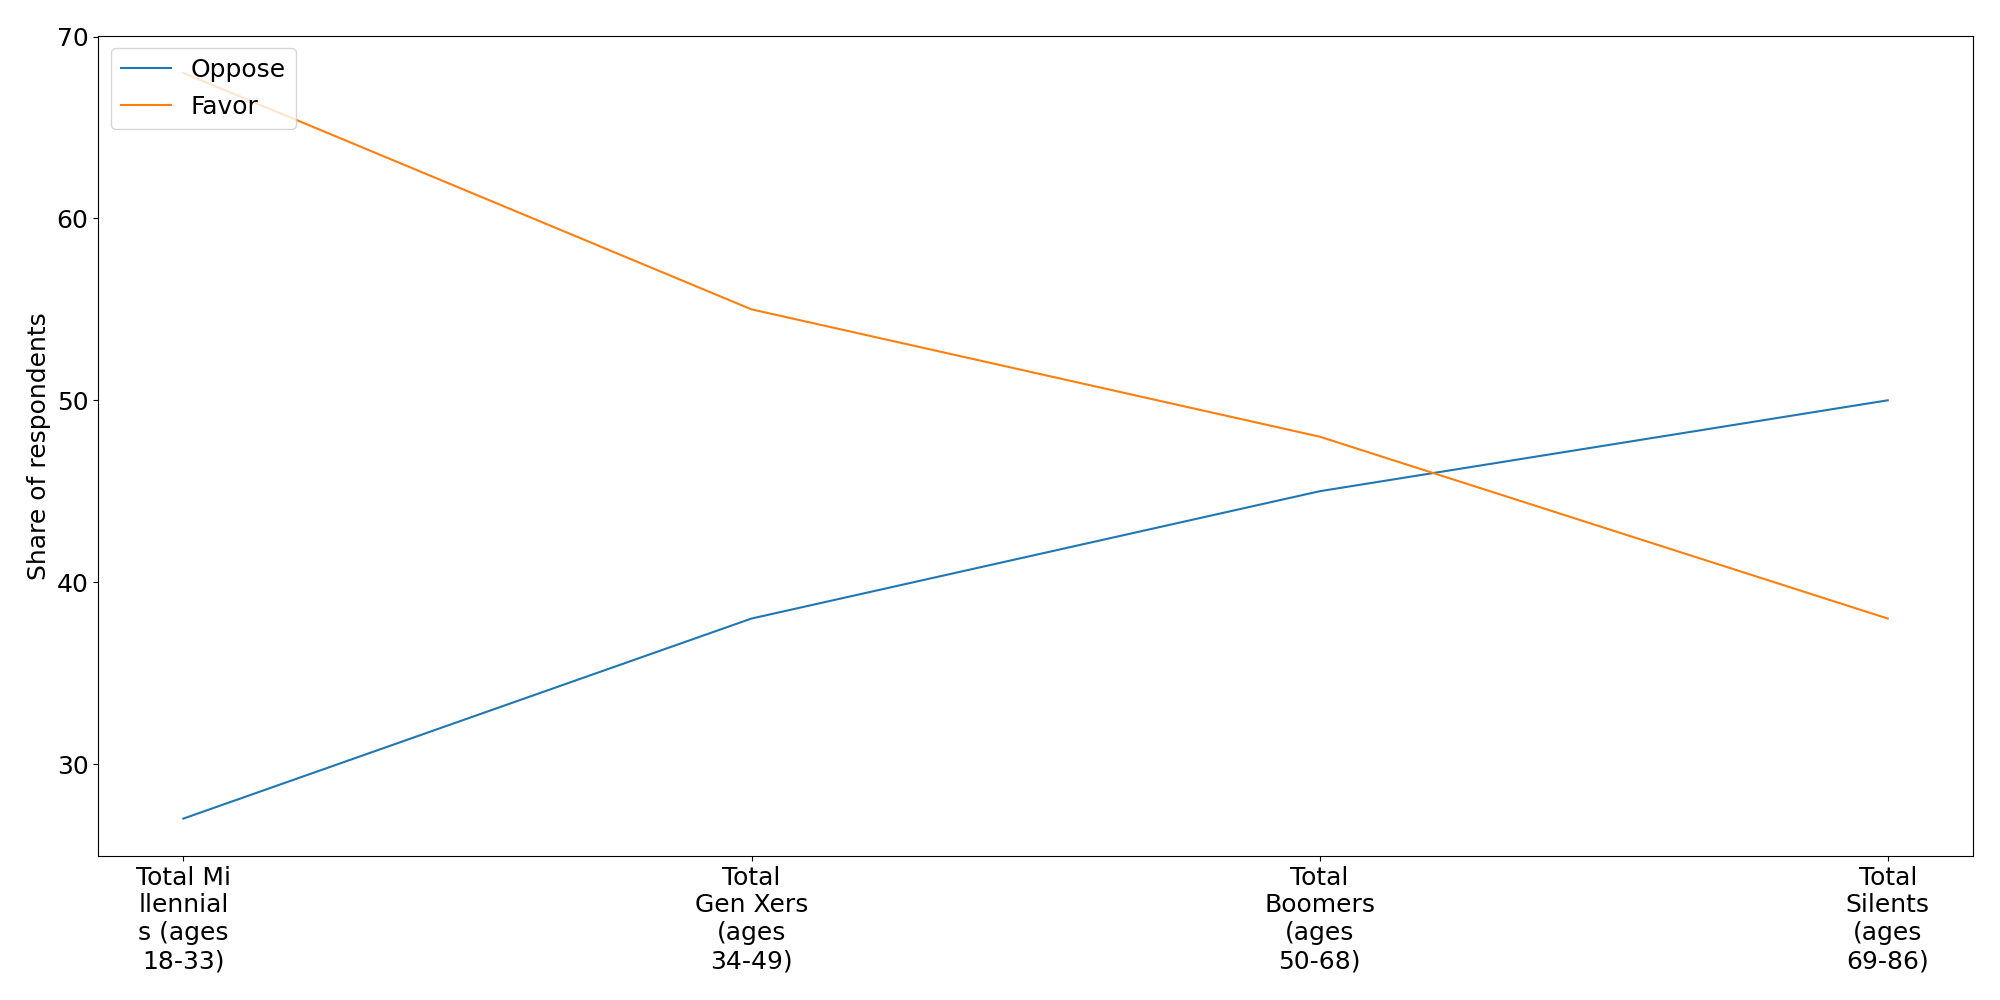 70
60
50
40
30
Share of respondents
Oppose
Favor
Total Mi
llennial
s (ages
18-33)
Total
Gen Xers
(ages
34-49)
Total
Boomers
(ages
50-68)
Total
Silents
(ages
69-86)